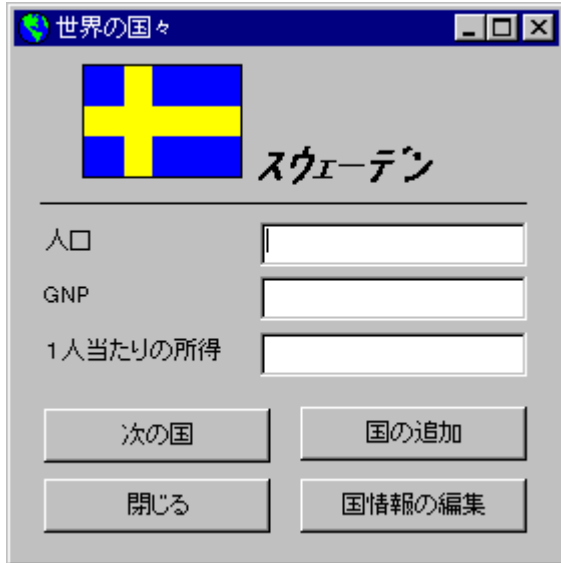 世界の国々
スウェーデン
人口
GNP
1人当たりの所得
次の国
国の追加
閉じる
国情報の編集